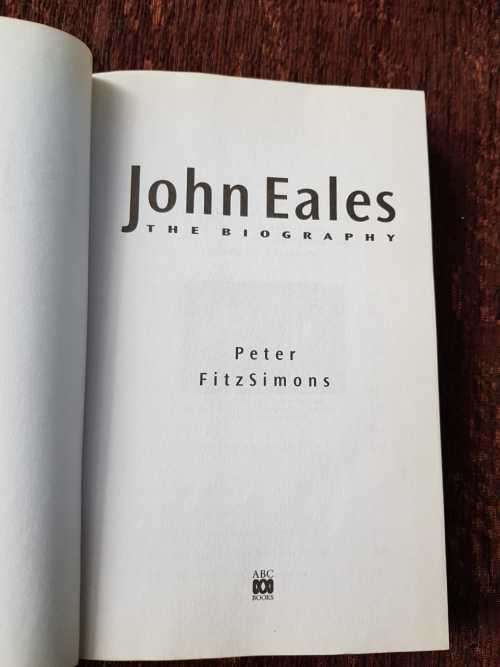 John Eales
THE BIOGRAPHY
Peter
FitzSimons
ABC
BOOKS